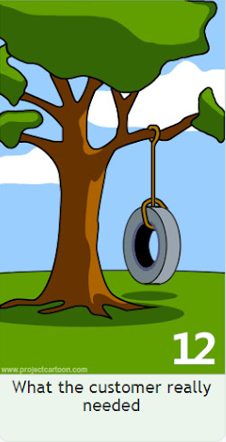 12
www.projectcartoon.com
What the customer really
needed